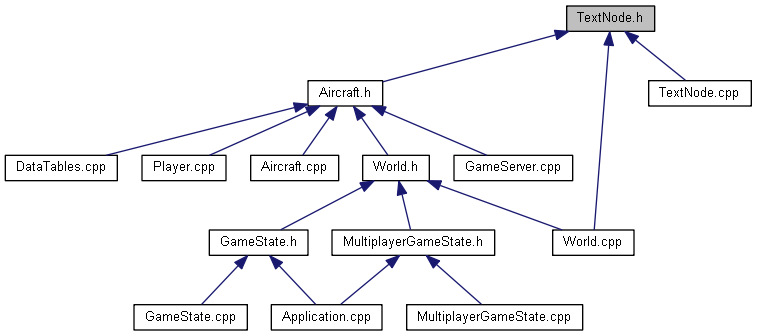 TextNode.h
Aircraft.h
TextNode.cpp
DataTables.cpp
Player.cpp
Aircraft.cpp
World.h
GameServer.cpp
GameState.h
MultiplayerGameState.h
World.cpp
GameState.cpp
Application.cpp
MultiplayerGameState.cpp